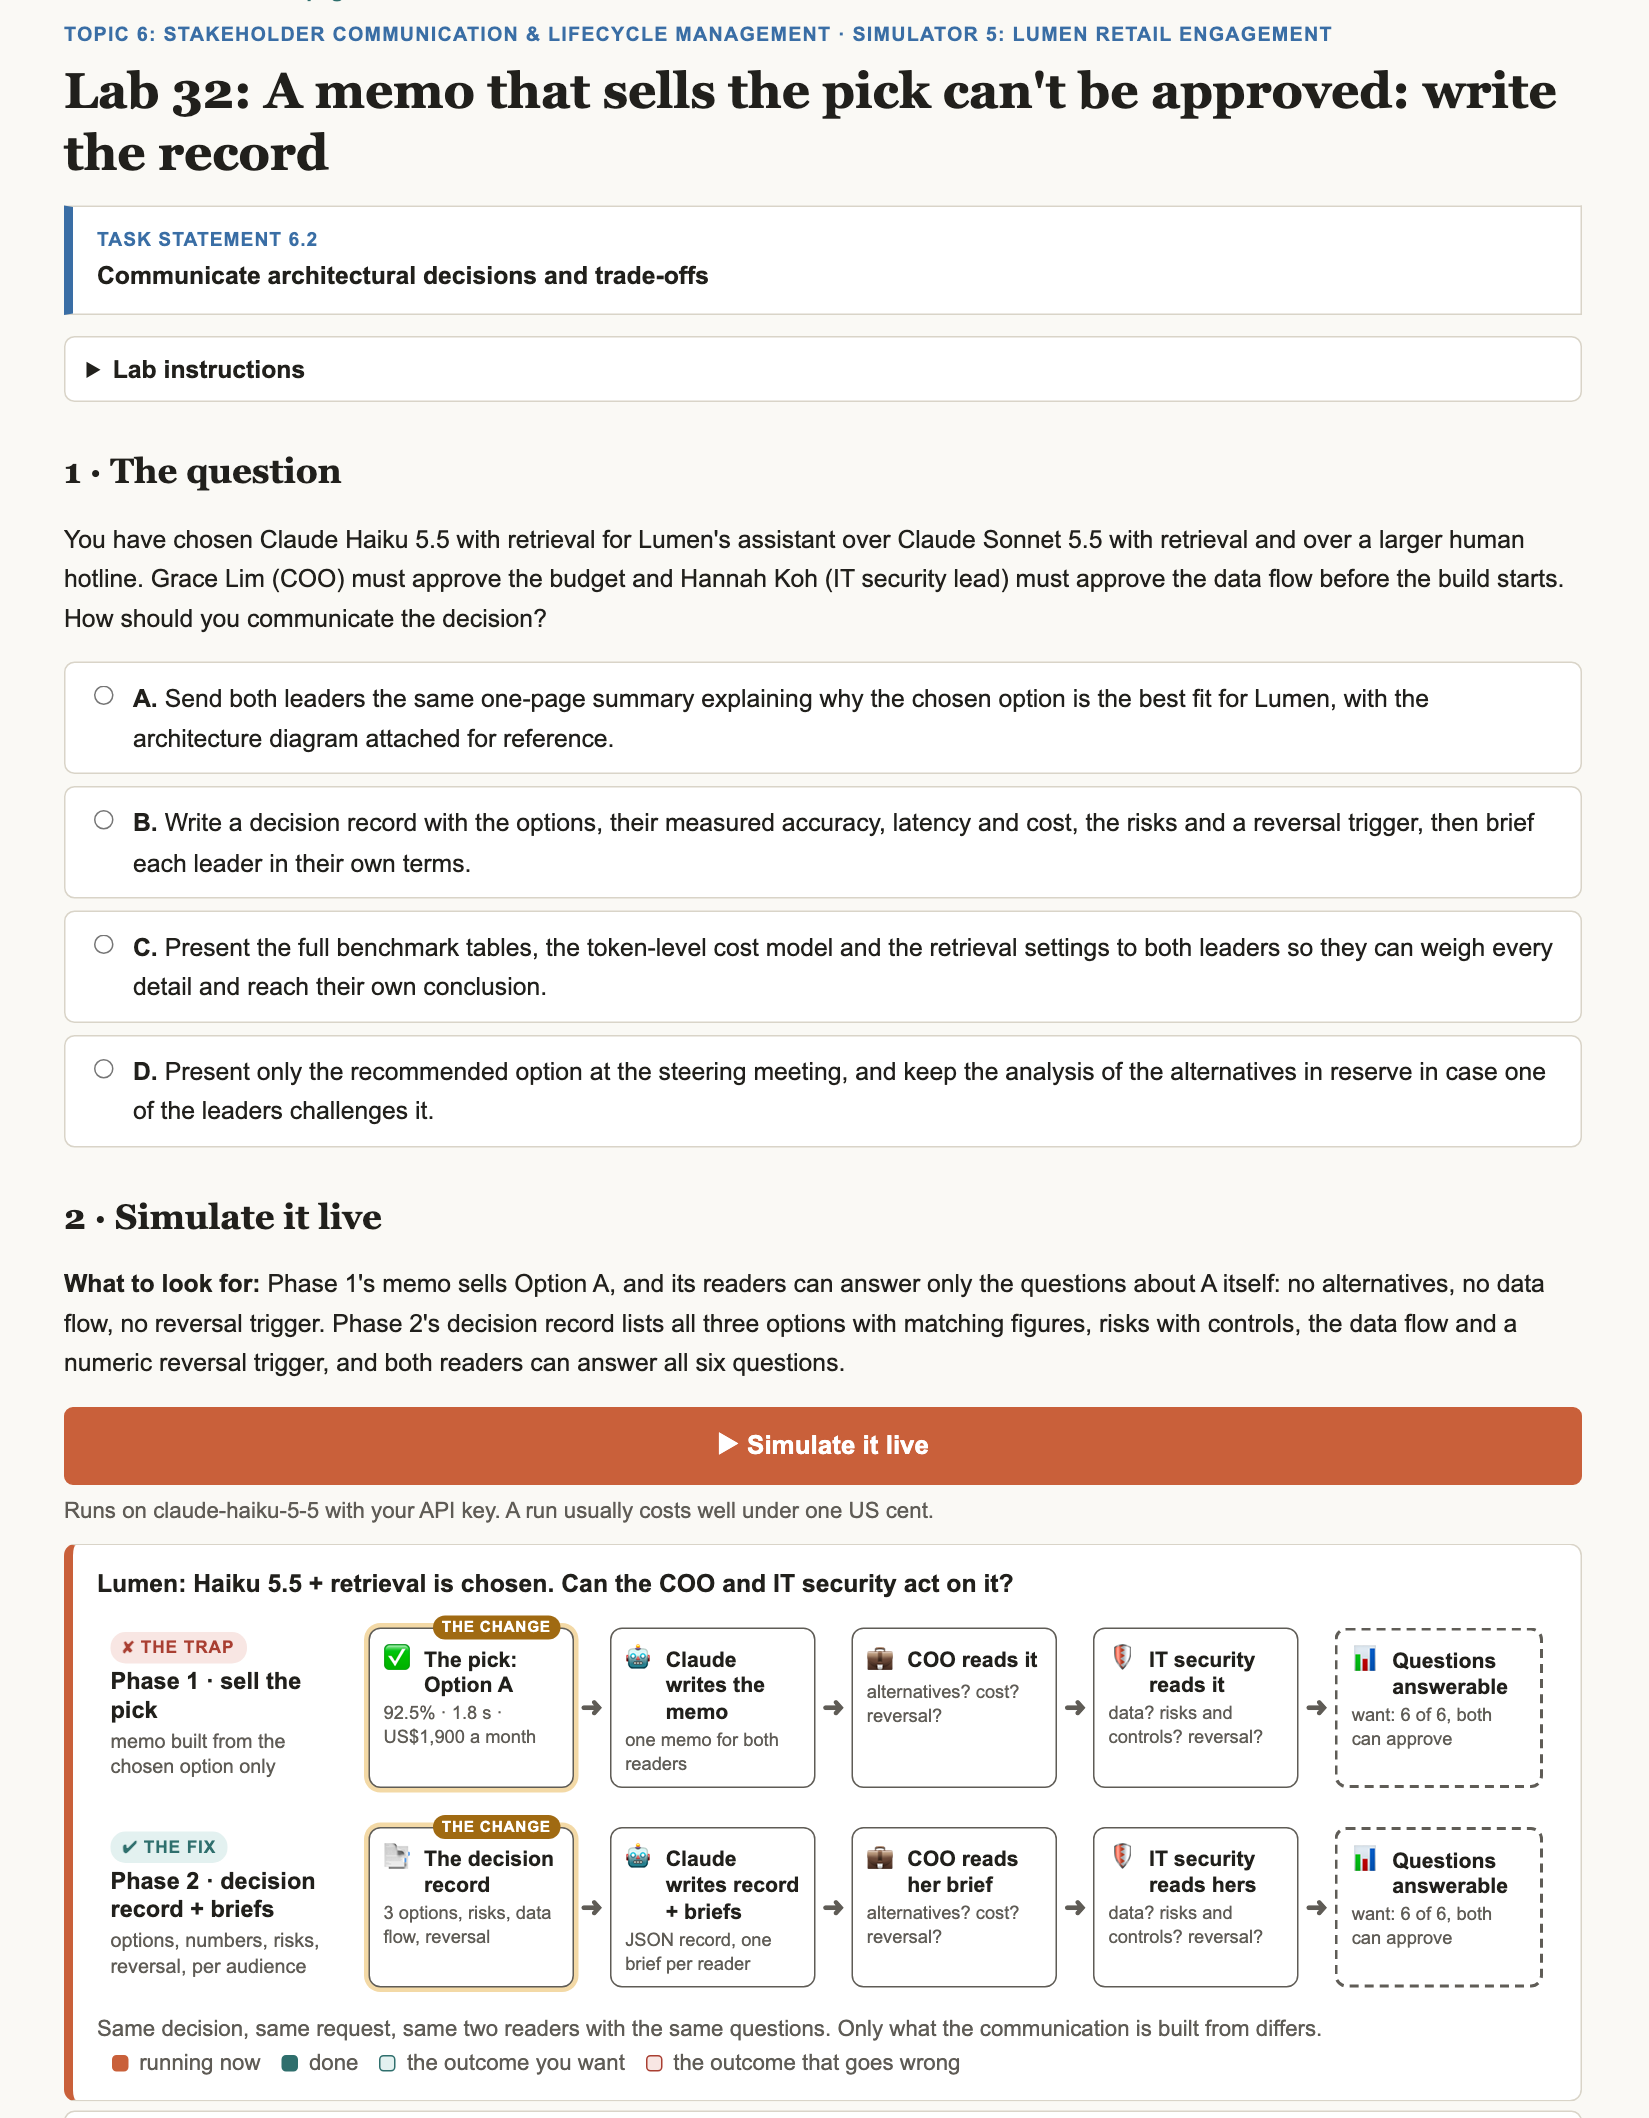 TOPIC 6: STAKEHOLDER COMMUNICATION & LIFECYCLE MANAGEMENT · SIMULATOR 5: LUMEN RETAIL ENGAGEMENT
Lab 32: A memo that sells the pick can't be approved: write
the record
TASK STATEMENT 6.2
Communicate architectural decisions and trade-offs
▶ Lab instructions
1 · The question
You have chosen Claude Haiku 5.5 with retrieval for Lumen's assistant over Claude Sonnet 5.5 with retrieval and over a larger human
hotline. Grace Lim (COO) must approve the budget and Hannah Koh (IT security lead) must approve the data flow before the build starts.
How should you communicate the decision?
A. Send both leaders the same one-page summary explaining why the chosen option is the best fit for Lumen, with the
architecture diagram attached for reference.
B. Write a decision record with the options, their measured accuracy, latency and cost, the risks and a reversal trigger, then brief
each leader in their own terms.
C. Present the full benchmark tables, the token-level cost model and the retrieval settings to both leaders so they can weigh every
detail and reach their own conclusion.
D. Present only the recommended option at the steering meeting, and keep the analysis of the alternatives in reserve in case one
of the leaders challenges it.
2 · Simulate it live
What to look for: Phase 1's memo sells Option A, and its readers can answer only the questions about A itself: no alternatives, no data
flow, no reversal trigger. Phase 2's decision record lists all three options with matching figures, risks with controls, the data flow and a
numeric reversal trigger, and both readers can answer all six questions.
▶ Simulate it live
Runs on claude-haiku-5-5 with your API key. A run usually costs well under one US cent.
Lumen: Haiku 5.5 + retrieval is chosen. Can the COO and IT security act on it?
✘ THE TRAP
Phase 1 · sell the
pick
memo built from the
chosen option only
THE CHANGE
The pick:
Option A
92.5% · 1.8 s ·
US$1,900 a month
➜
Claude
writes the
memo
one memo for both
readers
➜
COO reads it
alternatives? cost?
reversal?
➜
IT security
reads it
data? risks and
controls? reversal?
➜
Questions
answerable
want: 6 of 6, both
can approve
✔ THE FIX
Phase 2 · decision
record + briefs
options, numbers, risks,
reversal, per audience
THE CHANGE
The decision
record
3 options, risks, data
flow, reversal
➜
Claude
writes record
+ briefs
JSON record, one
brief per reader
➜
COO reads
her brief
alternatives? cost?
reversal?
➜
IT security
reads hers
data? risks and
controls? reversal?
➜
Questions
answerable
want: 6 of 6, both
can approve
Same decision, same request, same two readers with the same questions. Only what the communication is built from differs.
running now done the outcome you want the outcome that goes wrong